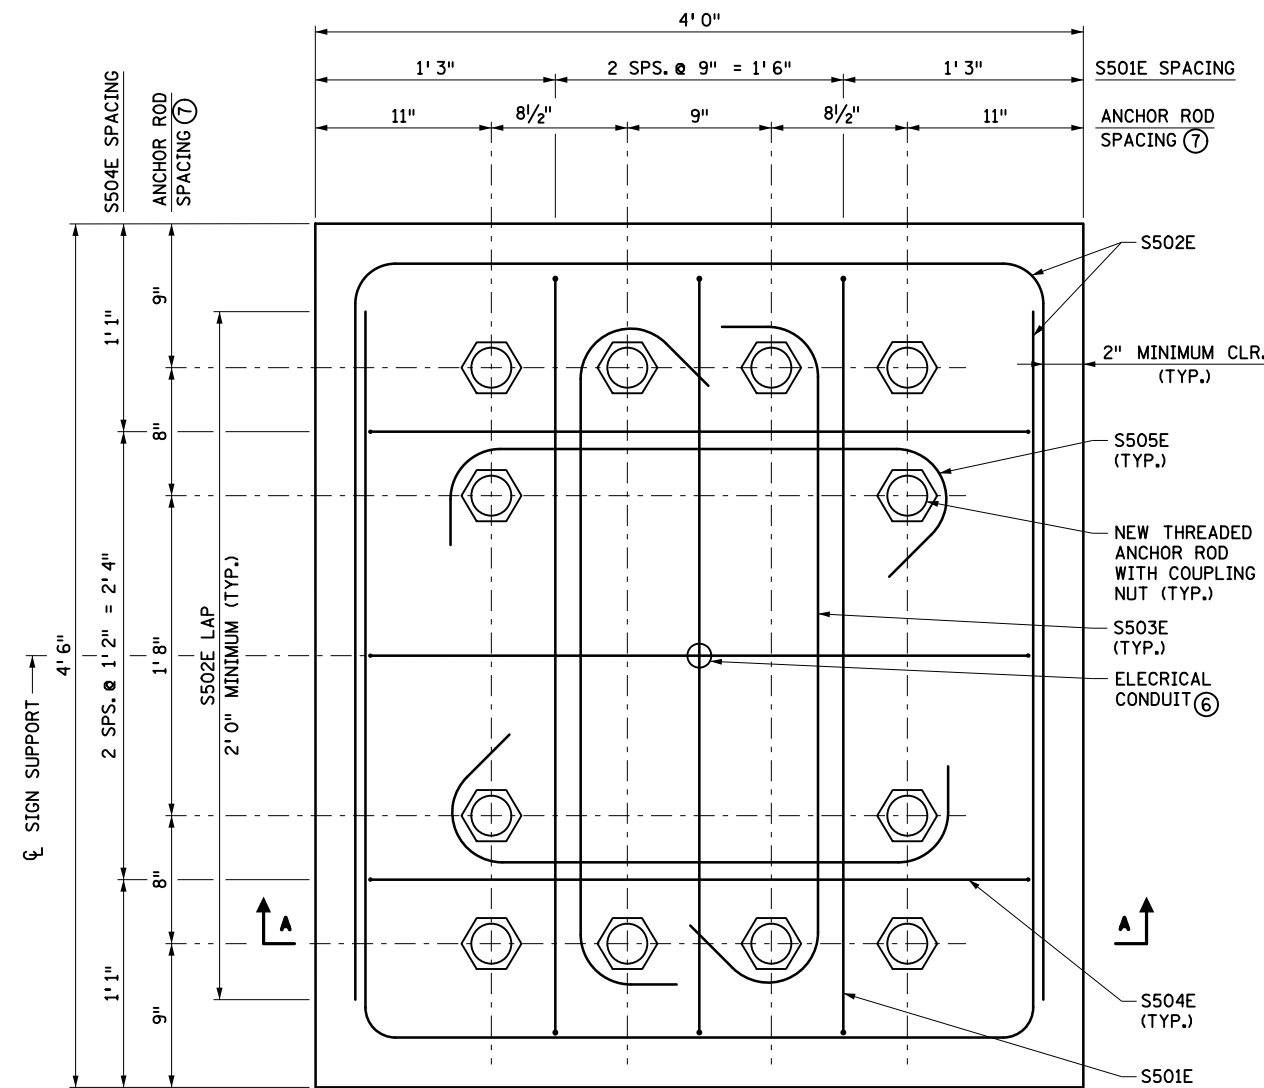 4'0"
1'3"
2 SPS. @ 9" = 1'6"
1'3"
S501E SPACING
11"
8½"
9"
8½"
11"
ANCHOR ROD
SPACING 7
S504E SPACING
ANCHOR ROD
SPACING 7
S502E
2" MINIMUM CLR.
(TYP.)
S505E
(TYP.)
NEW THREADED
ANCHOR ROD
WITH COUPLING
NUT (TYP.)
S503E
(TYP.)
ELECRICAL
CONDUIT 6
S504E
(TYP.)
S501E
9"
1'1"
8"
2 SPS. @ 1'2" = 2'4"
1'8"
S502E LAP
2'0" MINIMUM (TYP.)
4'6"
℄ SIGN SUPPORT
8"
1'1"
9"
A
A